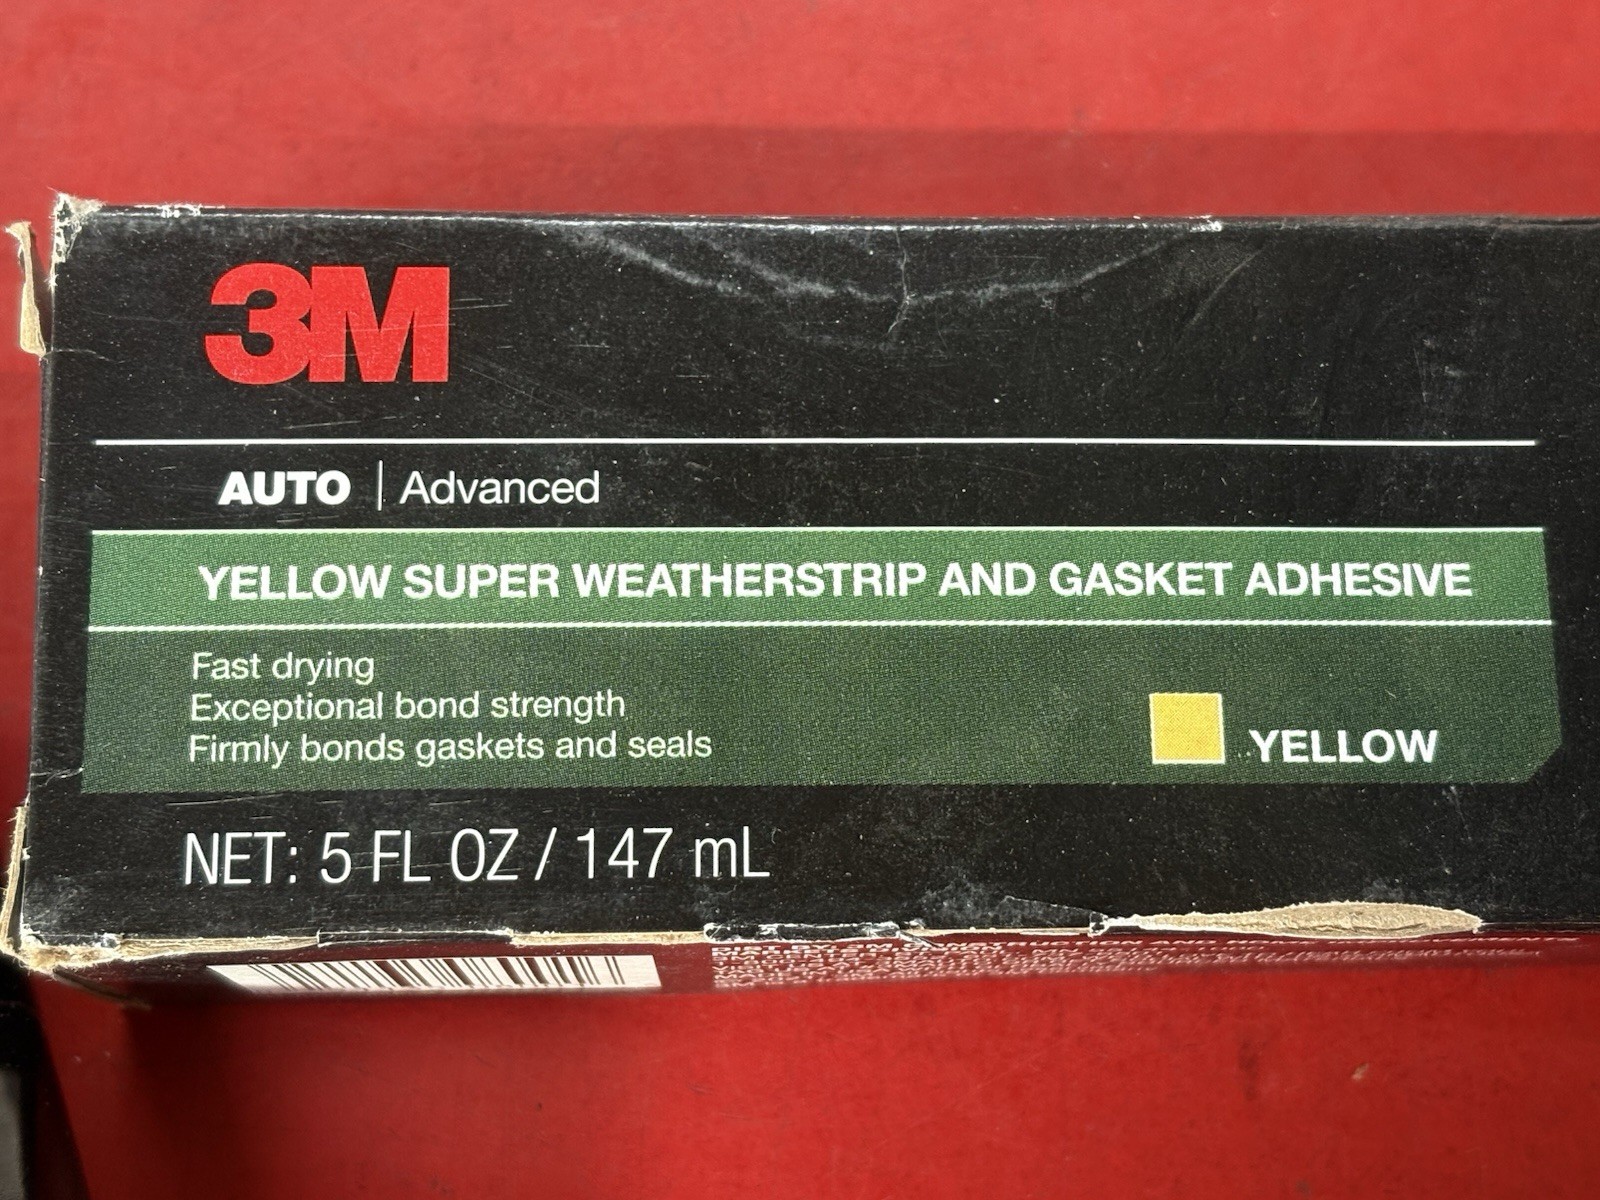 3M
AUTO | Advanced
YELLOW SUPER WEATHERSTRIP AND GASKET ADHESIVE
Fast drying
Exceptional bond strength
Firmly bonds gaskets and seals
YELLOW
NET: 5 FL OZ / 147 mL